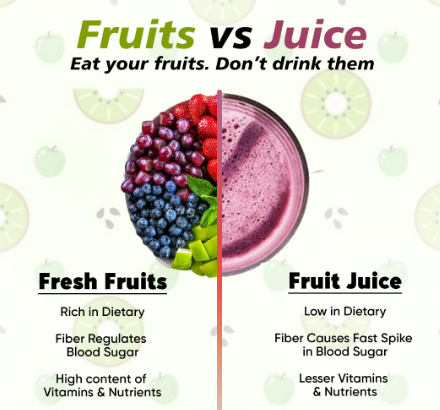 Fruits vs Juice
Eat your fruits. Don't drink them
Fresh Fruits
Rich in Dietary
Fiber Regulates
Blood Sugar
High content of
Vitamins & Nutrients
Fruit Juice
Low in Dietary
Fiber Causes Fast Spike
in Blood Sugar
Lesser Vitamins
& Nutrients